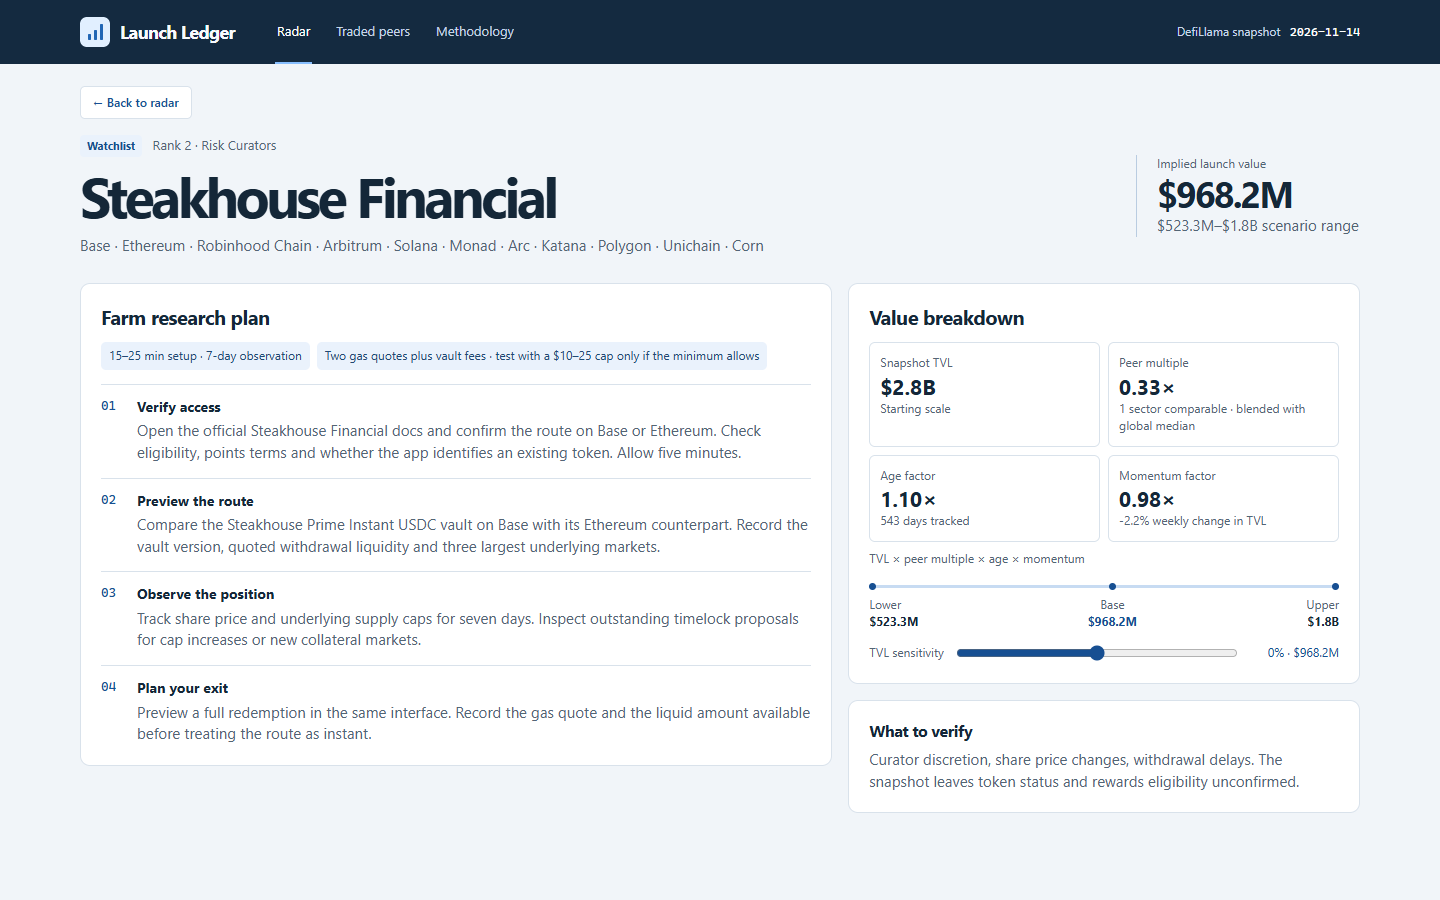 Launch Ledger
Radar
Traded peers
Methodology
DefiLlama snapshot 2026-11-14
← Back to radar
Watchlist
Rank 2 · Risk Curators
Steakhouse Financial
Base · Ethereum · Robinhood Chain · Arbitrum · Solana · Monad · Arc · Katana · Polygon · Unichain · Corn
Implied launch value
$968.2M
$523.3M–$1.8B scenario range
Farm research plan
15–25 min setup · 7-day observation
Two gas quotes plus vault fees · test with a $10–25 cap only if the minimum allows
01 Verify access
Open the official Steakhouse Financial docs and confirm the route on Base or Ethereum. Check
eligibility, points terms and whether the app identifies an existing token. Allow five minutes.
02 Preview the route
Compare the Steakhouse Prime Instant USDC vault on Base with its Ethereum counterpart. Record the
vault version, quoted withdrawal liquidity and three largest underlying markets.
03 Observe the position
Track share price and underlying supply caps for seven days. Inspect outstanding timelock proposals
for cap increases or new collateral markets.
04 Plan your exit
Preview a full redemption in the same interface. Record the gas quote and the liquid amount available
before treating the route as instant.
Value breakdown
Snapshot TVL
$2.8B
Starting scale
Peer multiple
0.33×
1 sector comparable · blended with
global median
Age factor
1.10×
543 days tracked
Momentum factor
0.98×
-2.2% weekly change in TVL
TVL × peer multiple × age × momentum
Lower
$523.3M
Base
$968.2M
Upper
$1.8B
TVL sensitivity
0% · $968.2M
What to verify
Curator discretion, share price changes, withdrawal delays. The
snapshot leaves token status and rewards eligibility unconfirmed.